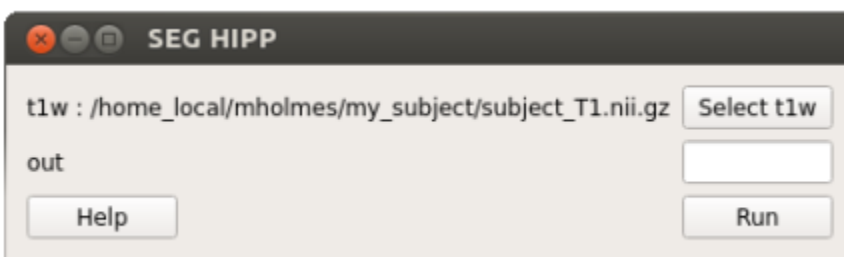 SEG HIPP
t1w : /home_local/mholmes/my_subject/subject_T1.nii.gz Select t1w
out
Help Run